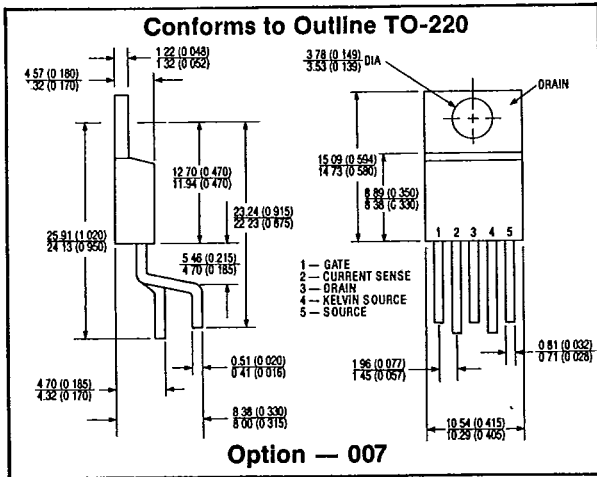 Conforms to Outline TO-220
1 22 (0 048)
1 32 (0 052)
4 57 (0 180)
.32 (0 170)
12 70 (0 470)
11 94 (0 470)
23 24 (0 915)
22 23 (0 875)
25 91 (1 020)
24 13 (0 950)
5 46 (0 215)
4 70 (0 185)
0 51 (0 020)
0 41 (0 016)
4 70 (0 185)
4 32 (0 170)
8 38 (0 330)
8 00 (0 315)
3 78 (0 149)
3 53 (0 139)
DIA
DRAIN
15 09 (0 594)
14 73 (0 580)
8 89 (0 350)
8 38 (0 330)
1 2 3 4 5
1 — GATE
2 — CURRENT SENSE
3 — DRAIN
4 — KELVIN SOURCE
5 — SOURCE
0 81 (0 032)
0 71 (0 028)
1 96 (0 077)
1 45 (0 057)
10 54 (0 415)
10 29 (0 405)
Option — 007